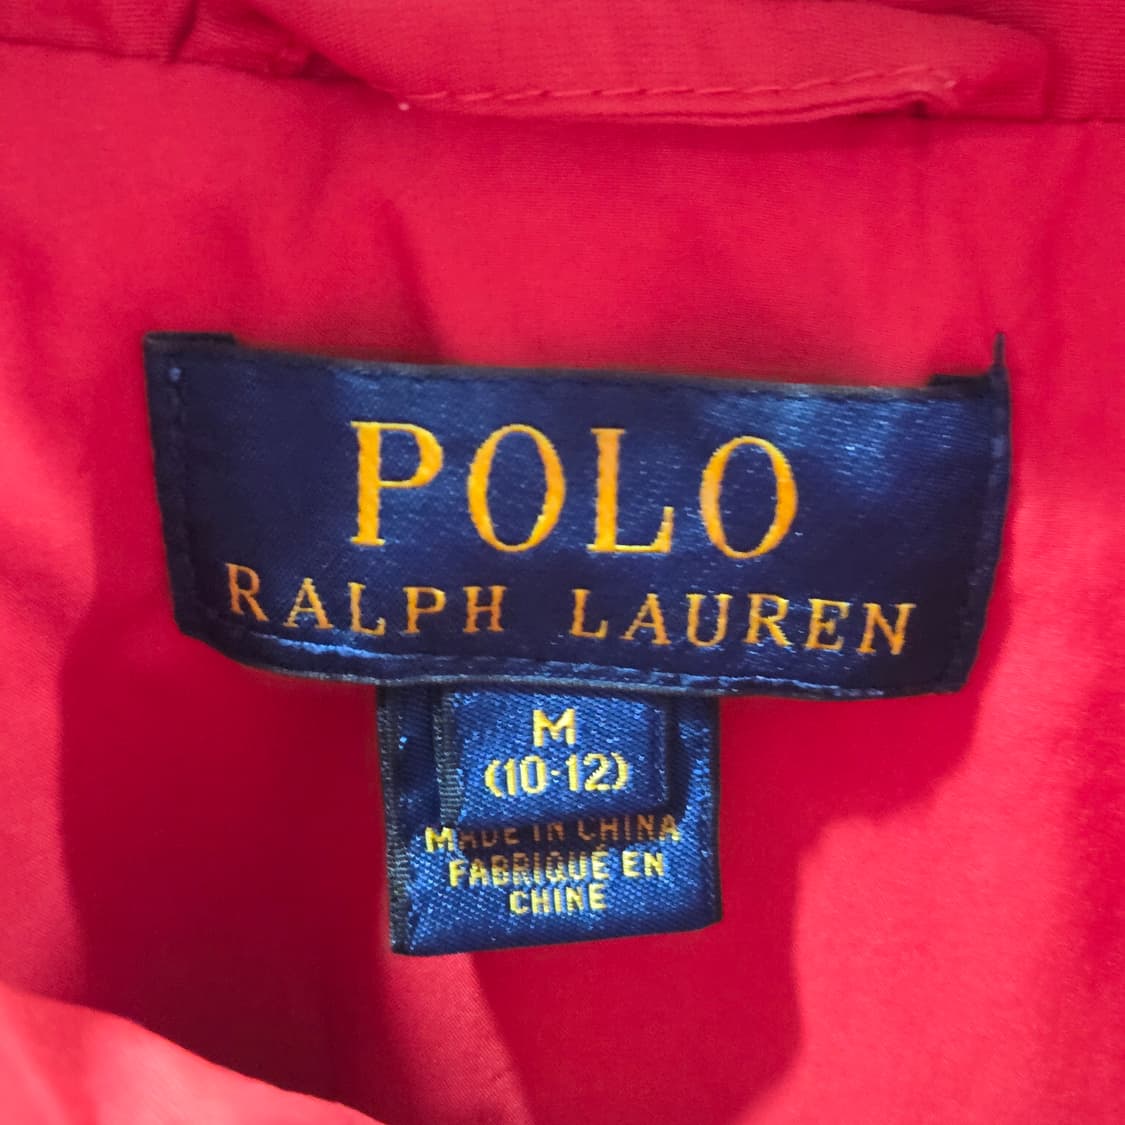 POLO
RALPH LAUREN
M
(10-12)
MADE IN CHINA
FABRIQUÉ EN
CHINE